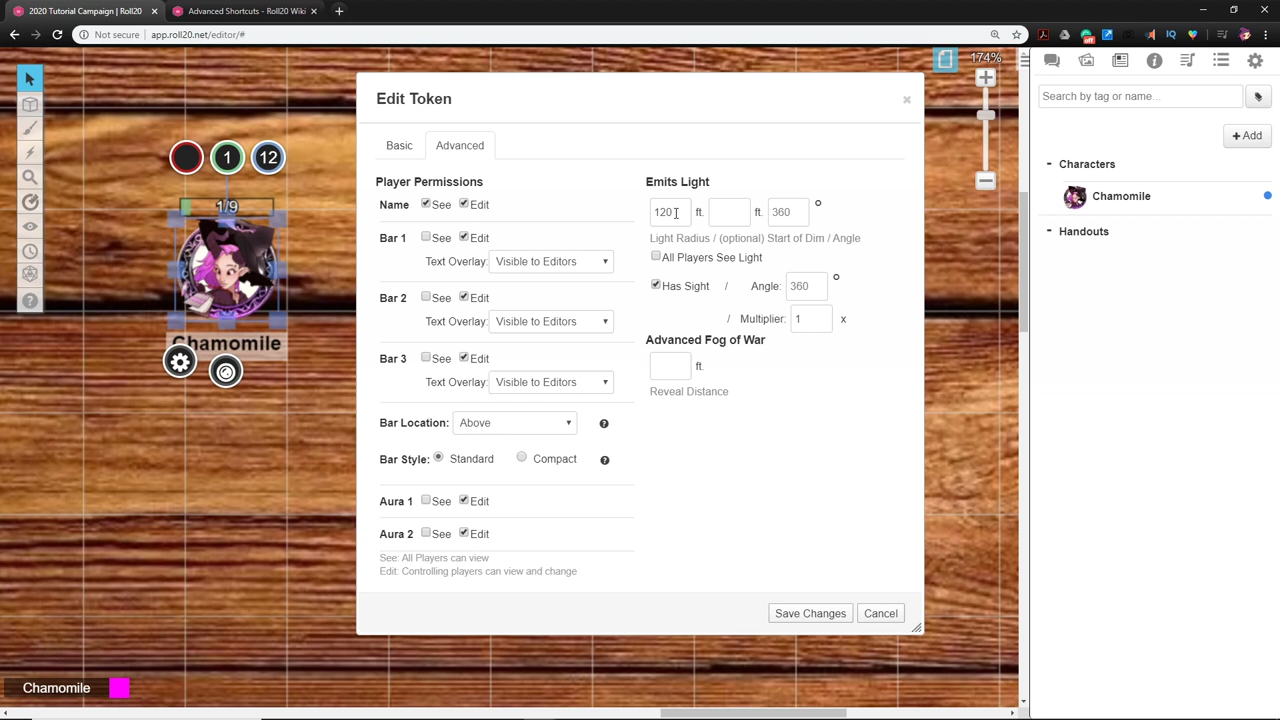 2020 Tutorial Campaign | Roll20
Advanced Shortcuts - Roll20 Wiki
Not secure | app.roll20.net/editor/#
off
IQ
174%
Edit Token
Basic
Advanced
Player Permissions
Name See Edit
Bar 1 See Edit
Text Overlay: Visible to Editors
Bar 2 See Edit
Text Overlay: Visible to Editors
Bar 3 See Edit
Text Overlay: Visible to Editors
Bar Location: Above
Bar Style: Standard Compact
Aura 1 See Edit
Aura 2 See Edit
See: All Players can view
Edit: Controlling players can view and change
Emits Light
120 ft. ft. 360 °
Light Radius / (optional) Start of Dim / Angle
All Players See Light
Has Sight / Angle: 360 °
/ Multiplier: 1 x
Advanced Fog of War
ft.
Reveal Distance
Save Changes
Cancel
1
12
1/9
Chamomile
Chamomile
Search by tag or name...
+ Add
- Characters
Chamomile
- Handouts